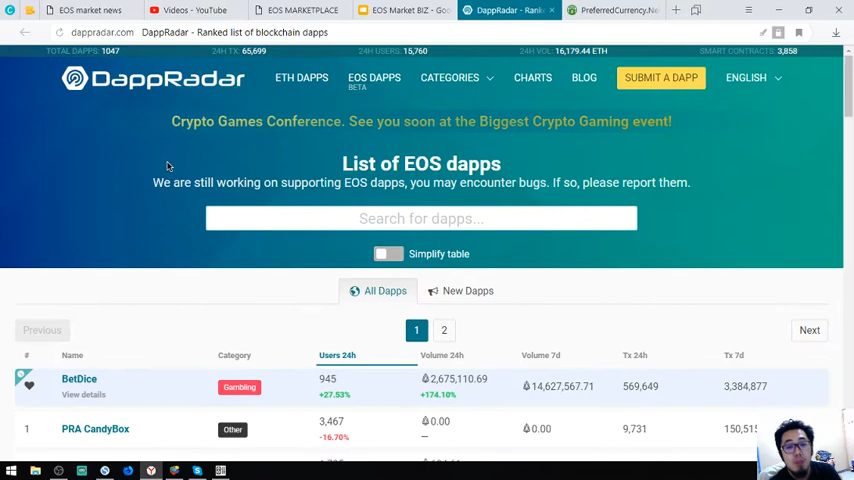 EOS market news
Videos - YouTube
EOS MARKETPLACE
EOS Market BIZ - Goo
DappRadar - Ranke
PreferredCurrency.Ne
dappradar.com DappRadar - Ranked list of blockchain dapps
TOTAL DAPPS: 1047 24H TX: 65,699 24H USERS: 15,760 24H VOL: 16,179.44 ETH SMART CONTRACTS: 3,858
DappRadar ETH DAPPS EOS DAPPS CATEGORIES CHARTS BLOG SUBMIT A DAPP ENGLISH
BETA
Crypto Games Conference. See you soon at the Biggest Crypto Gaming event!
List of EOS dapps
We are still working on supporting EOS dapps, you may encounter bugs. If so, please report them.
Search for dapps...
Simplify table
All Dapps New Dapps
Previous 1 2 Next
# Name Category Users 24h Volume 24h Volume 7d Tx 24h Tx 7d
BetDice Gambling 945 2,675,110.69 14,627,567.71 569,649 3,384,877
View details +27.53% +174.10%
1 PRA CandyBox Other 3,467 0.00 0.00 9,731 150,515
-16.70% —